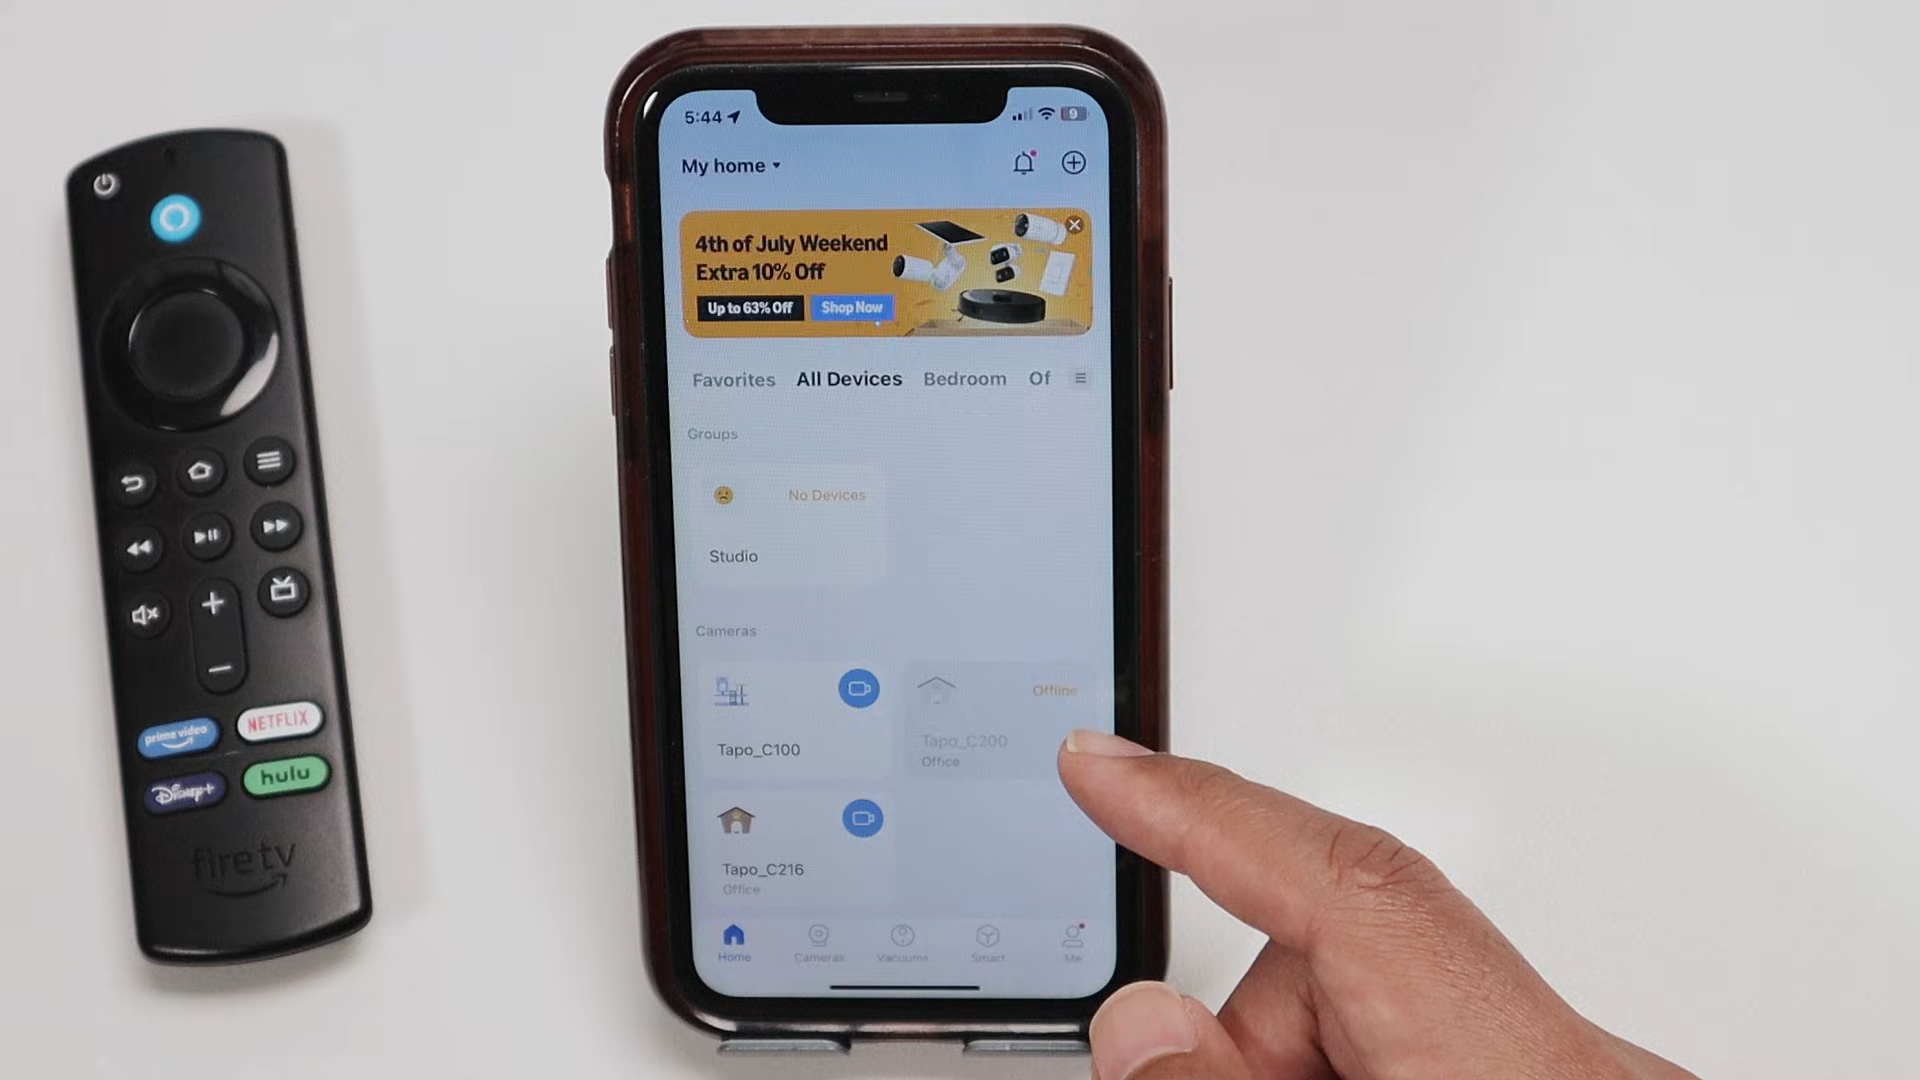 5:44
9
My home
4th of July Weekend
Extra 10% Off
Up to 63% Off
Shop Now
Favorites
All Devices
Bedroom
Of
Groups
No Devices
Studio
Cameras
Offline
Tapo_C100
Tapo_C200
Office
Tapo_C216
Office
Home
Cameras
Vacuums
Smart
Me
prime video
NETFLIX
Disney+
hulu
fire tv